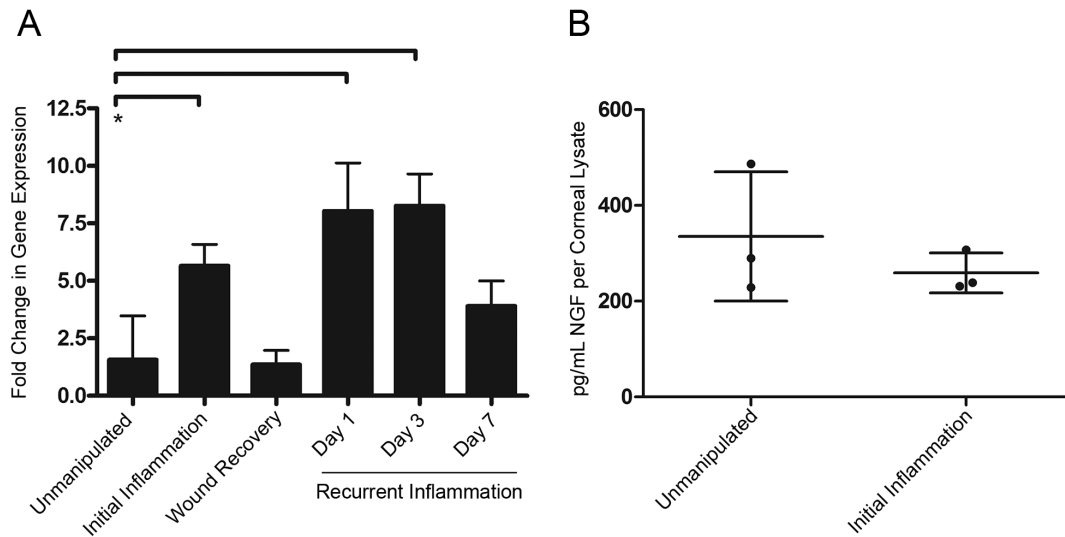 A
B
*
Fold Change in Gene Expression
12.5
10.0
7.5
5.0
2.5
0.0
Unmanipulated
Initial Inflammation
Wound Recovery
Day 1
Day 3
Day 7
Recurrent Inflammation
pg/mL NGF per Corneal Lysate
600
400
200
0
Unmanipulated
Initial Inflammation